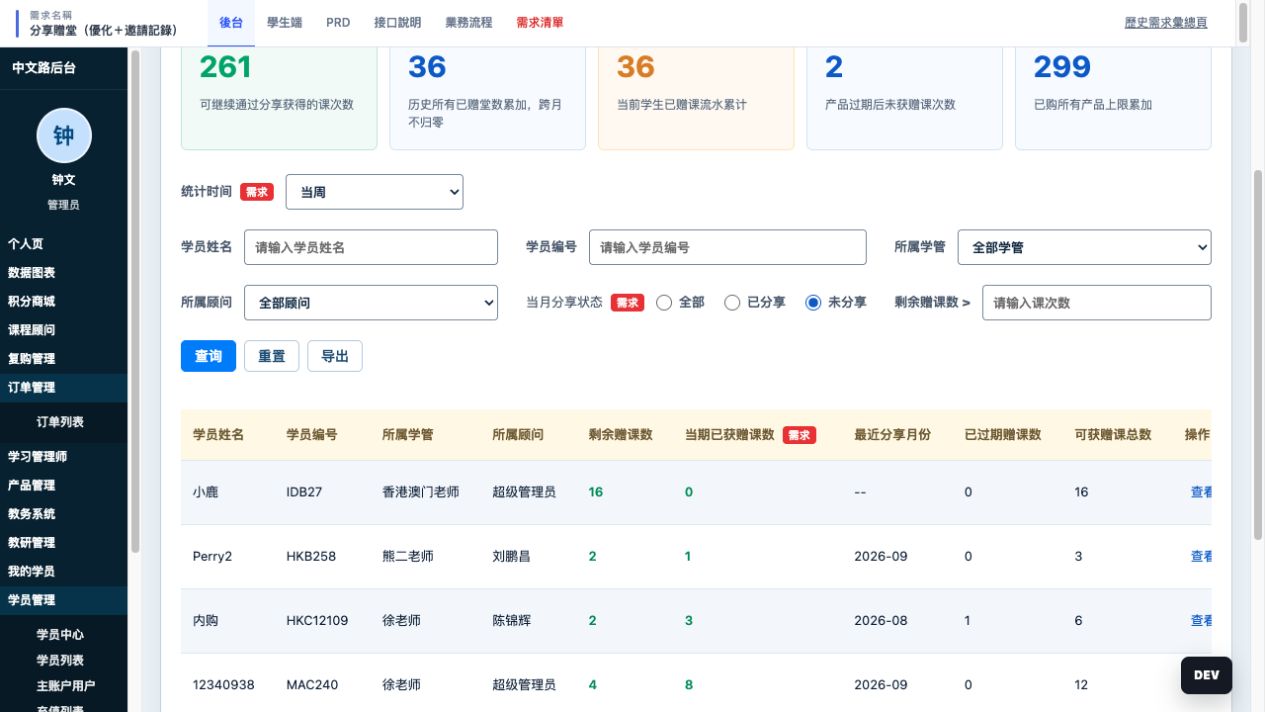 需求名稱
分享赠堂（優化＋邀請記錄）
後台 學生端 PRD 接口說明 業務流程 需求清單 歷史需求彙總頁
中文路后台
钟
钟文
管理员
个人页
数据图表
积分商城
课程顾问
复购管理
订单管理
订单列表
学习管理师
产品管理
教务系统
教研管理
我的学员
学员管理
学员中心
学员列表
主账户用户
充值列表
261 36 36 2 299
可继续通过分享获得的课次数 历史所有已赠堂数累加，跨月 当前学生已赠课流水累计 产品过期后未获赠课次数 已购所有产品上限累加
不归零
统计时间 需求 当周
学员姓名 请输入学员姓名 学员编号 请输入学员编号 所属学管 全部学管
所属顾问 全部顾问 当月分享状态 需求 全部 已分享 未分享 剩余赠课数 > 请输入课次数
查询 重置 导出
学员姓名 学员编号 所属学管 所属顾问 剩余赠课数 当期已获赠课数 需求 最近分享月份 已过期赠课数 可获赠课总数 操作
小鹿 IDB27 香港澳门老师 超级管理员 16 0 -- 0 16 查看
Perry2 HKB258 熊二老师 刘鹏昌 2 1 2026-09 0 3 查看
内购 HKC12109 徐老师 陈锦辉 2 3 2026-08 1 6 查看
12340938 MAC240 徐老师 超级管理员 4 8 2026-09 0 12
DEV